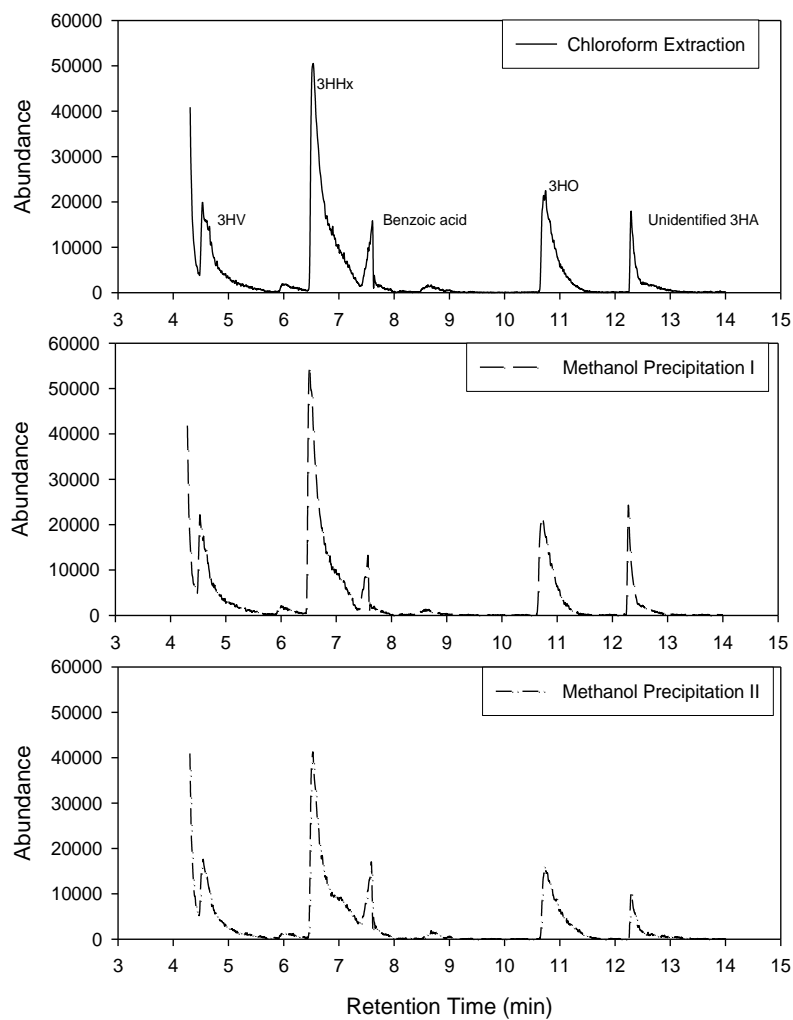 60000
Chloroform Extraction
50000
3HHx
40000
Abundance
30000
20000
3HV
3HO
Benzoic acid
Unidentified 3HA
10000
0
3 4 5 6 7 8 9 10 11 12 13 14 15
60000
Methanol Precipitation I
50000
40000
Abundance
30000
20000
10000
0
3 4 5 6 7 8 9 10 11 12 13 14 15
60000
Methanol Precipitation II
50000
40000
Abundance
30000
20000
10000
0
3 4 5 6 7 8 9 10 11 12 13 14 15
Retention Time (min)